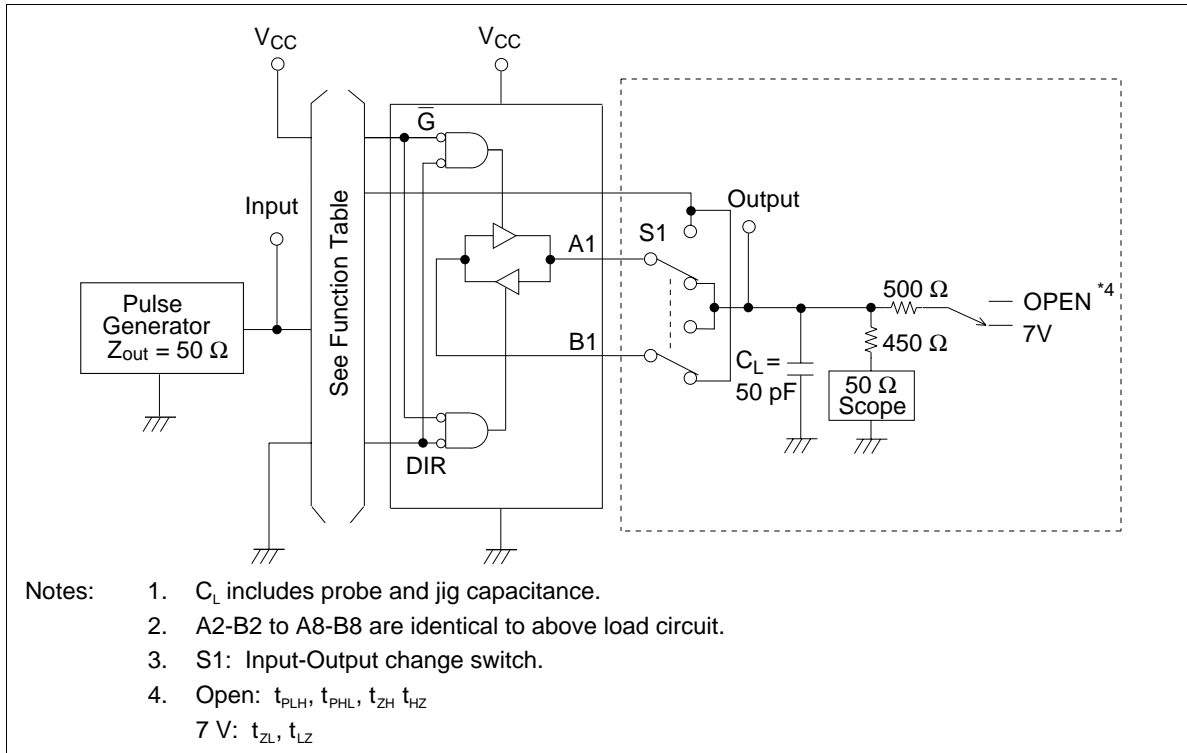 VCC
VCC
G̅
Input
See Function Table
Output
A1
S1
500 Ω
OPEN *4
7V
Pulse
Generator
Zout = 50 Ω
450 Ω
B1
CL =
50 pF
50 Ω
Scope
DIR
Notes: 1. CL includes probe and jig capacitance.
2. A2-B2 to A8-B8 are identical to above load circuit.
3. S1: Input-Output change switch.
4. Open: tPLH, tPHL, tZH tHZ
7 V: tZL, tLZ